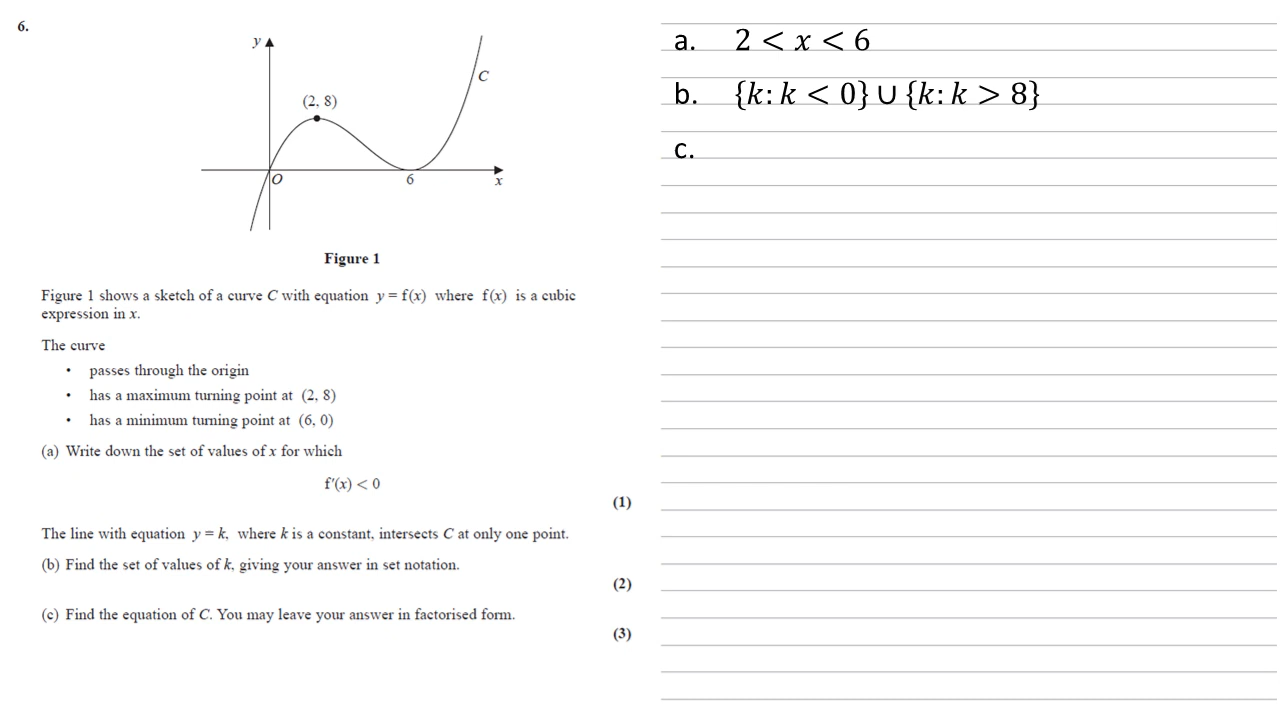 6.
y
C
(2, 8)
O
6
x
Figure 1
Figure 1 shows a sketch of a curve C with equation y = f(x) where f(x) is a cubic
expression in x.
The curve
• passes through the origin
• has a maximum turning point at (2, 8)
• has a minimum turning point at (6, 0)
(a) Write down the set of values of x for which
f′(x) < 0
(1)
The line with equation y = k, where k is a constant, intersects C at only one point.
(b) Find the set of values of k, giving your answer in set notation.
(2)
(c) Find the equation of C. You may leave your answer in factorised form.
(3)
a. 2 < x < 6
b. {k: k < 0} ∪ {k: k > 8}
c.